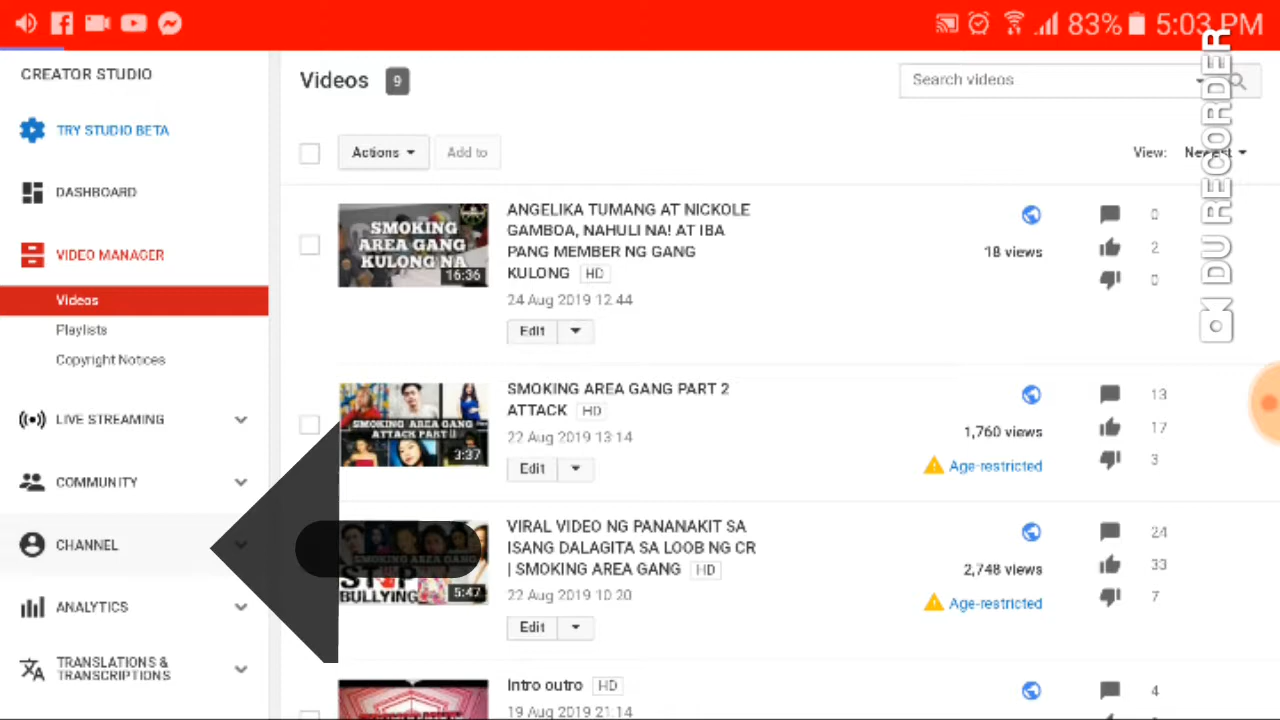 83% 5:03 PM
CREATOR STUDIO
TRY STUDIO BETA
DASHBOARD
VIDEO MANAGER
Videos
Playlists
Copyright Notices
LIVE STREAMING
COMMUNITY
CHANNEL
ANALYTICS
TRANSLATIONS &
TRANSCRIPTIONS
Videos 9
Search videos
Actions Add to
View: Newest
SMOKING
AREA GANG
KULONG NA
16:36
ANGELIKA TUMANG AT NICKOLE
GAMBOA, NAHULI NA! AT IBA
PANG MEMBER NG GANG
KULONG HD
24 Aug 2019 12:44
Edit
18 views
0
2
0
SMOKING AREA GANG
ATTACK PART II
3:37
SMOKING AREA GANG PART 2
ATTACK HD
22 Aug 2019 13:14
Edit
1,760 views
Age-restricted
13
17
3
SMOKING AREA GANG
STOP
BULLYING
5:47
VIRAL VIDEO NG PANANAKIT SA
ISANG DALAGITA SA LOOB NG CR
| SMOKING AREA GANG HD
22 Aug 2019 10:20
Edit
2,748 views
Age-restricted
24
33
7
Intro outro HD
19 Aug 2019 21:14
4
DU RECORDER